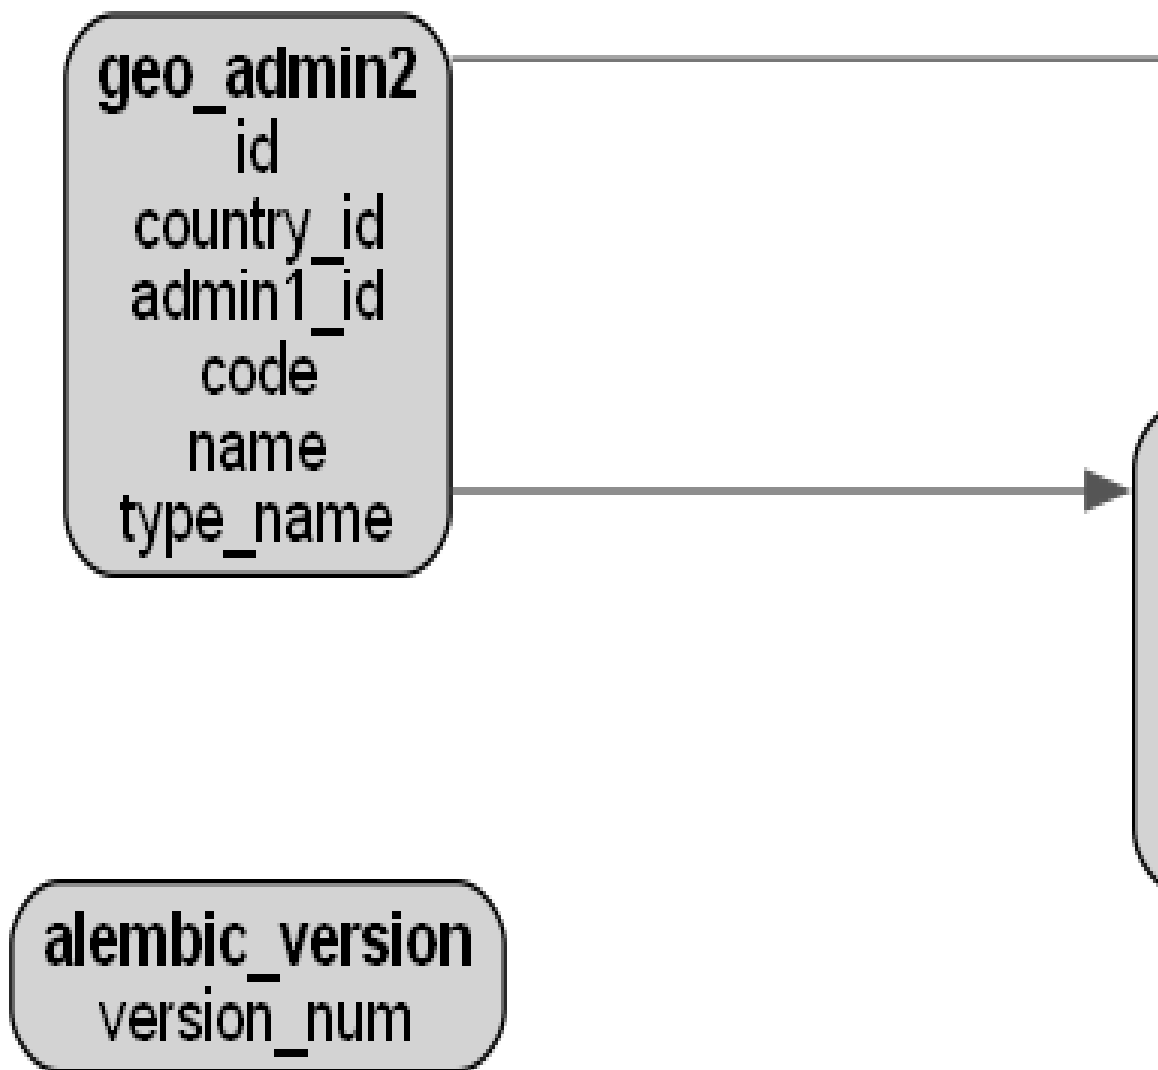 geo_admin2
id
country_id
admin1_id
code
name
type_name
alembic_version
version_num